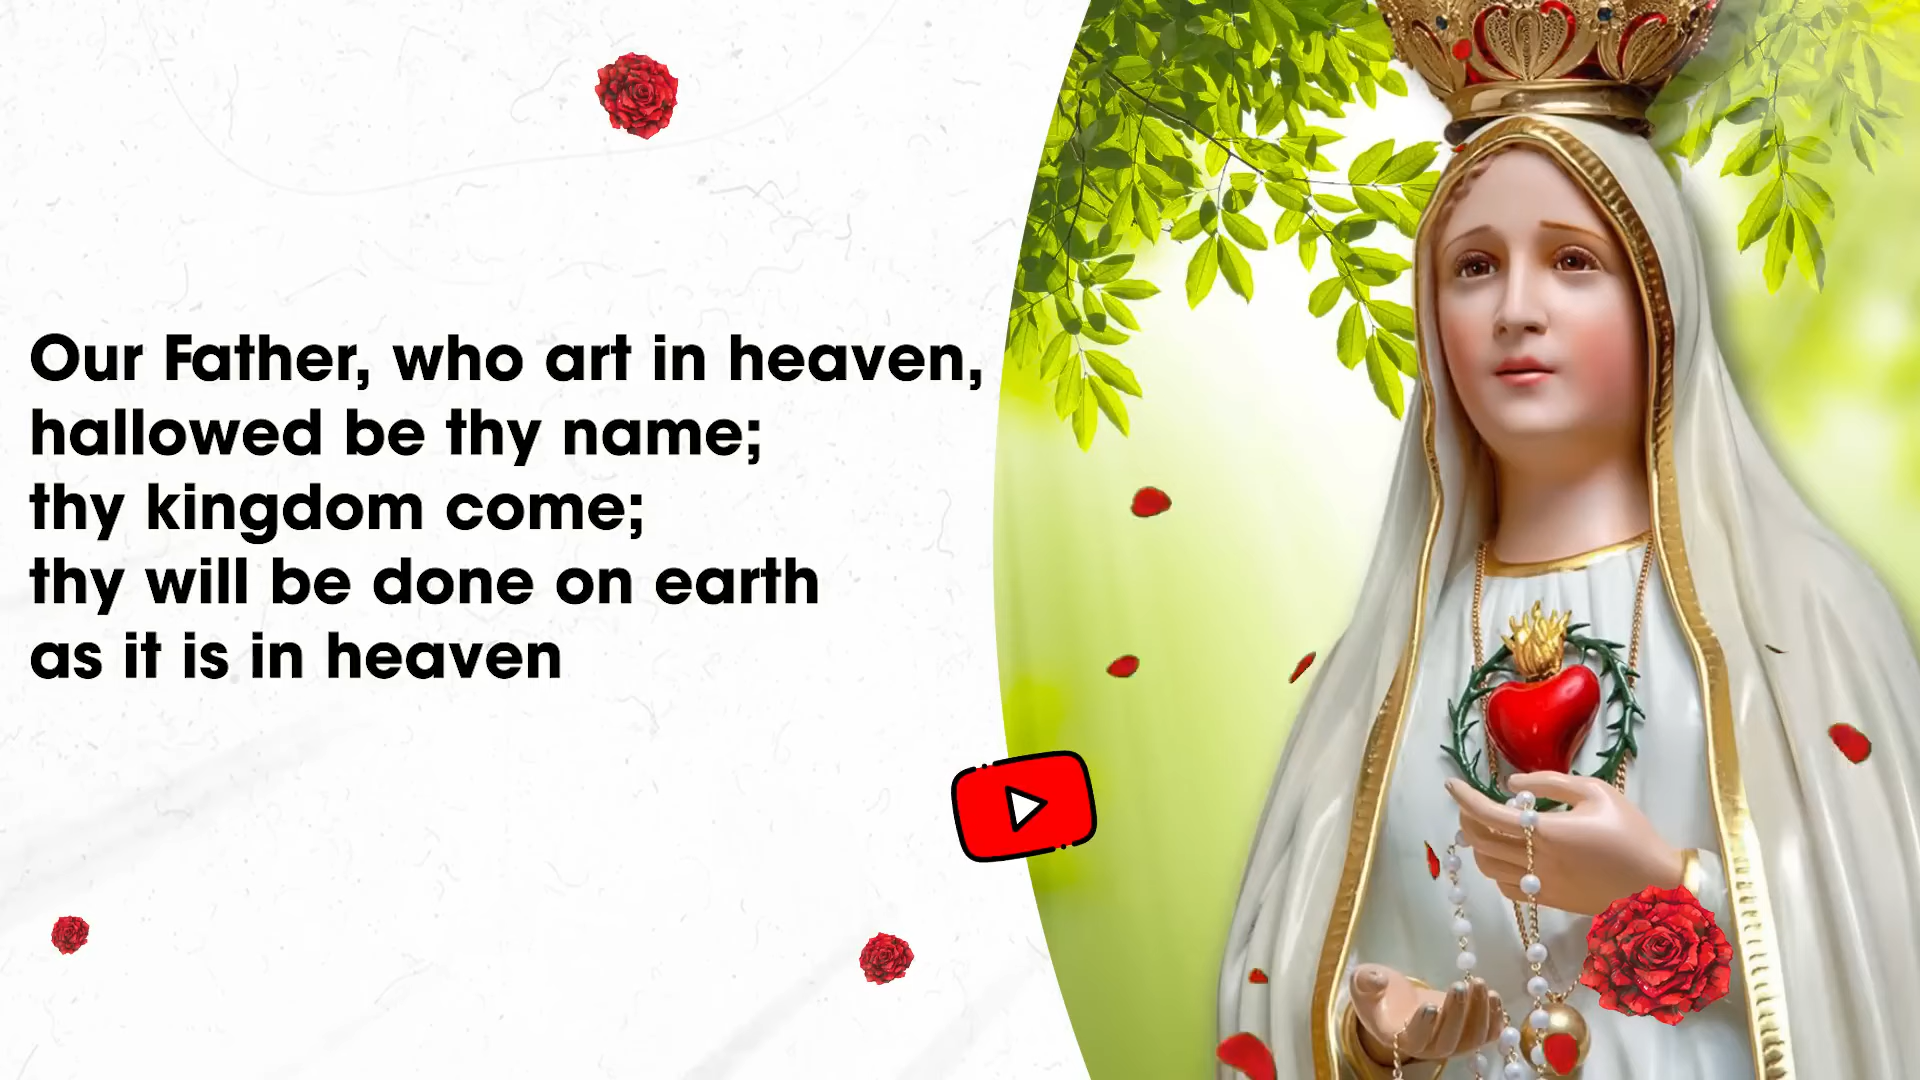 Our Father, who art in heaven,
hallowed be thy name;
thy kingdom come;
thy will be done on earth
as it is in heaven